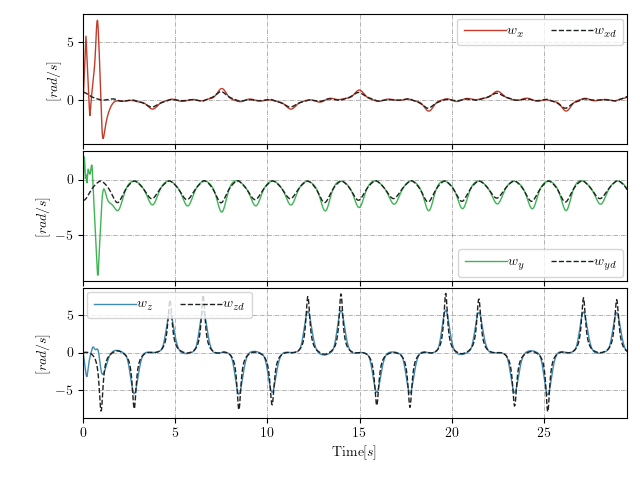 5
0
[rad/s]
w_x w_xd
0
−5
[rad/s]
w_y w_yd
5
0
−5
[rad/s]
w_z w_zd
0 5 10 15 20 25
Time[s]